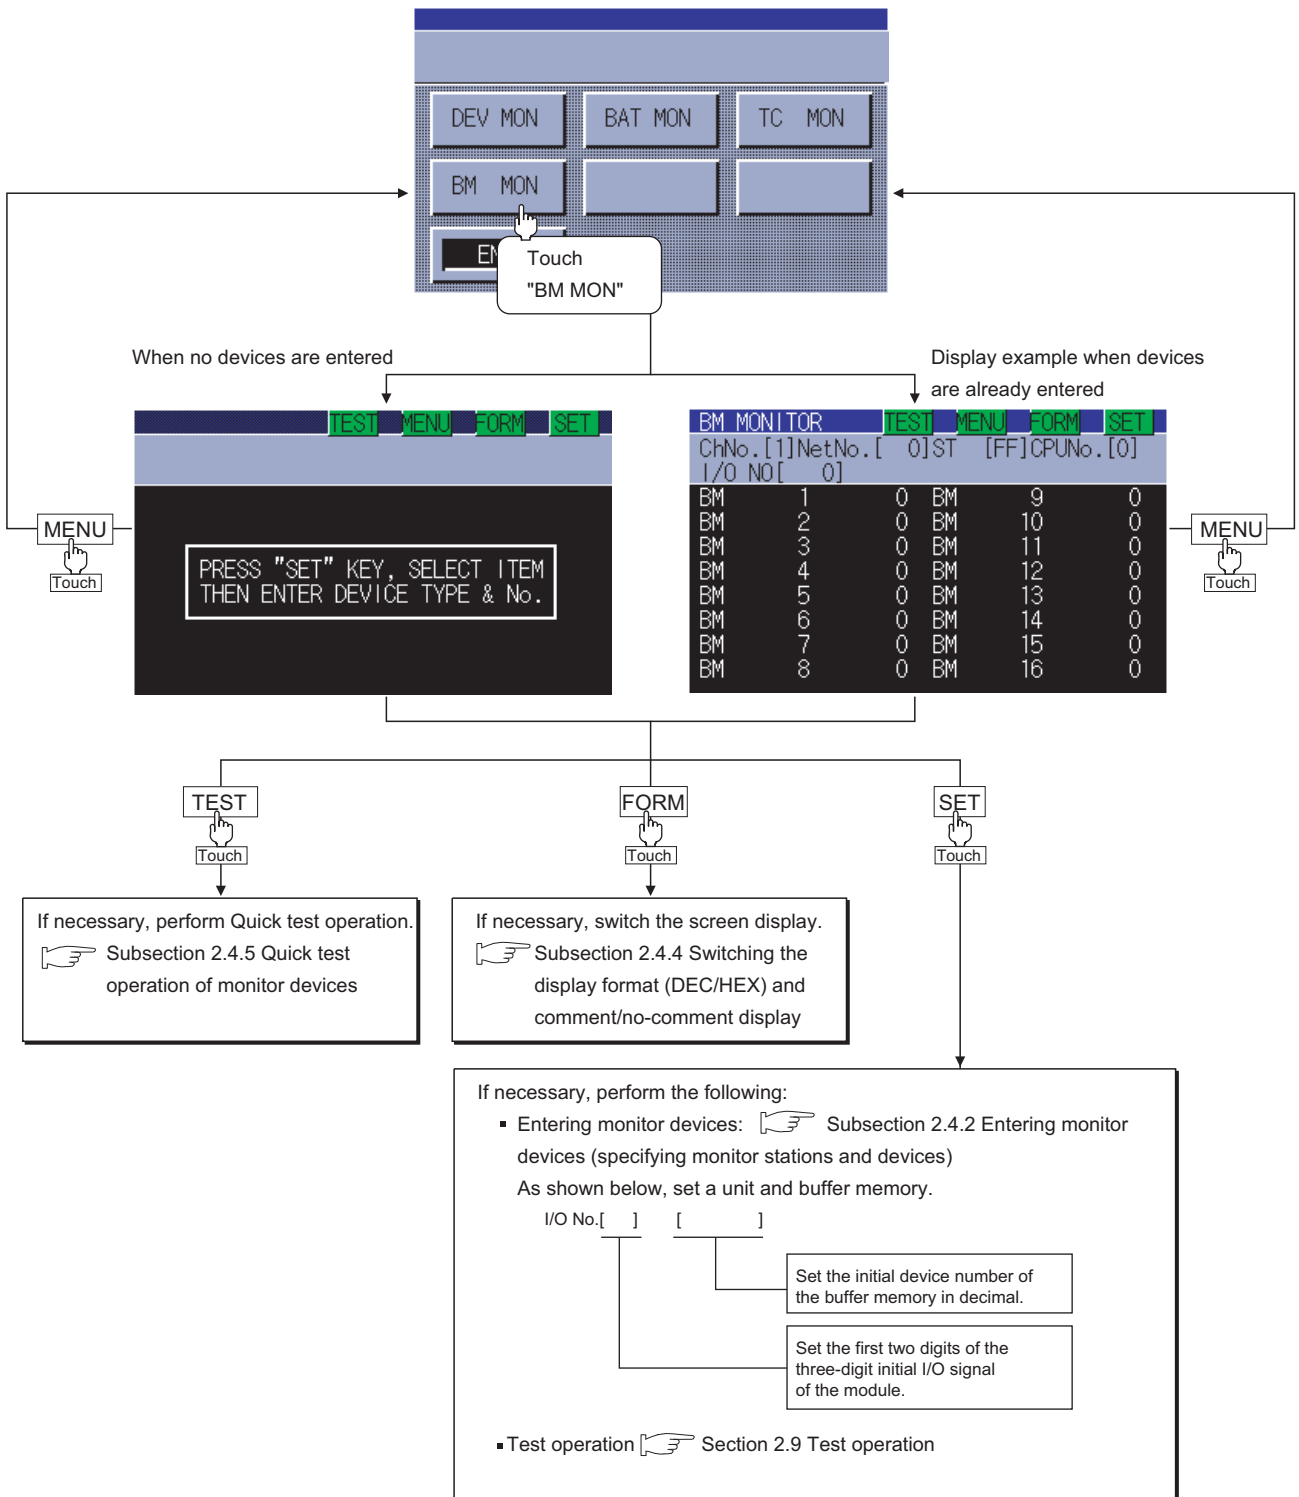 DEV MON BAT MON TC MON
BM MON
Touch
"BM MON"
When no devices are entered
Display example when devices
are already entered
TEST MENU FORM SET
PRESS "SET" KEY, SELECT ITEM
THEN ENTER DEVICE TYPE & No.
BM MONITOR TEST MENU FORM SET
ChNo.[1]NetNo.[ 0]ST [FF]CPUNo.[0]
I/O NO[ 0]
BM 1 0 BM 9 0
BM 2 0 BM 10 0
BM 3 0 BM 11 0
BM 4 0 BM 12 0
BM 5 0 BM 13 0
BM 6 0 BM 14 0
BM 7 0 BM 15 0
BM 8 0 BM 16 0
MENU
Touch
MENU
Touch
TEST
Touch
FORM
Touch
SET
Touch
If necessary, perform Quick test operation.
Subsection 2.4.5 Quick test
operation of monitor devices
If necessary, switch the screen display.
Subsection 2.4.4 Switching the
display format (DEC/HEX) and
comment/no-comment display
If necessary, perform the following:
▪ Entering monitor devices: Subsection 2.4.2 Entering monitor
devices (specifying monitor stations and devices)
As shown below, set a unit and buffer memory.
I/O No.[ ] [ ]
Set the initial device number of
the buffer memory in decimal.
Set the first two digits of the
three-digit initial I/O signal
of the module.
▪ Test operation Section 2.9 Test operation